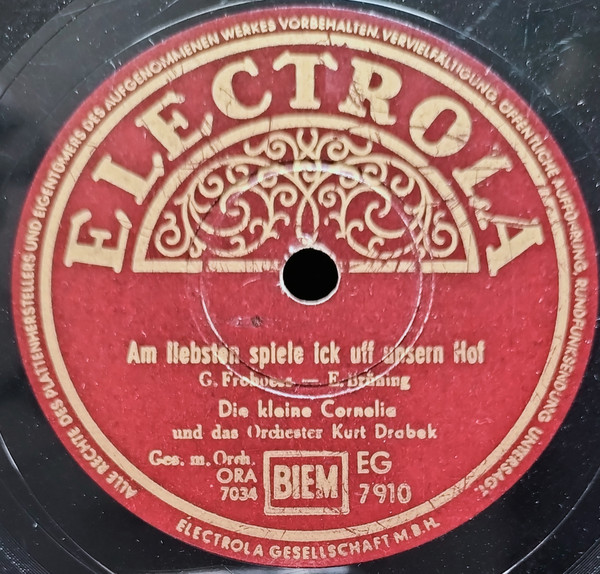 ALLE RECHTE DES PLATTENHERSTELLERS UND EIGENTÜMERS DES AUFGENOMMENEN WERKES VORBEHALTEN. VERVIELFÄLTIGUNG, ÖFFENTLICHE AUFFÜHRUNG, RUNDFUNKSENDUNG UNTERSAGT.
ELECTROLA
Am liebsten spiele ick uff unsern Hof
G. Froboess — E. Brüning
Die kleine Cornelia
und das Orchester Kurt Drabek
Ges. m. Orch.
ORA
7034
BIEM
EG
7910
ELECTROLA GESELLSCHAFT M.B.H.